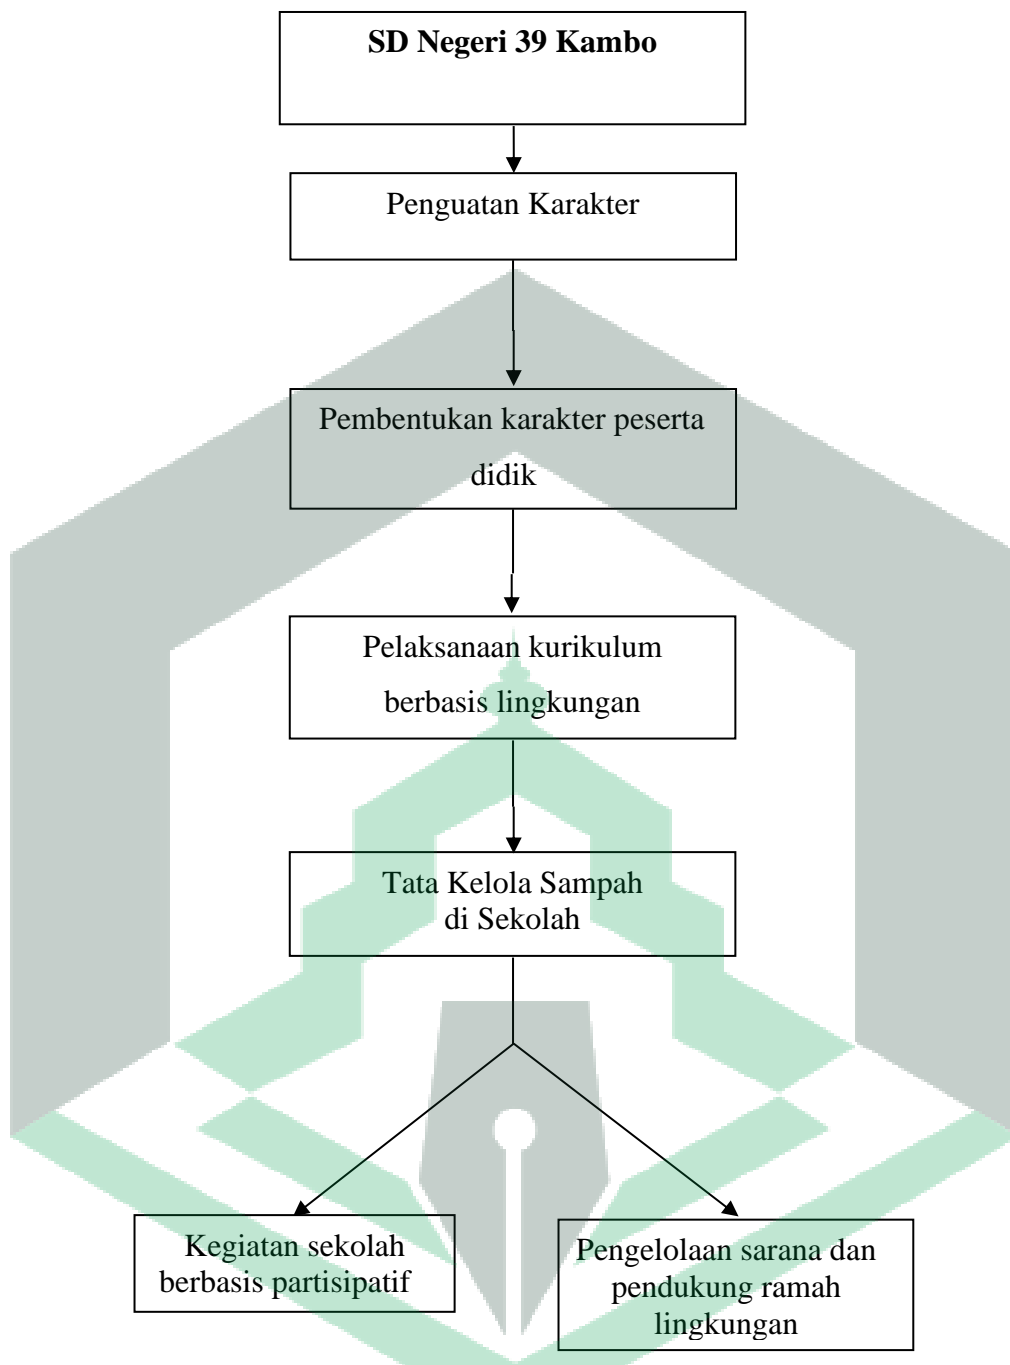 SD Negeri 39 Kambo
Penguatan Karakter
Pembentukan karakter peserta
didik
Pelaksanaan kurikulum
berbasis lingkungan
Tata Kelola Sampah
di Sekolah
Kegiatan sekolah
berbasis partisipatif
Pengelolaan sarana dan
pendukung ramah
lingkungan